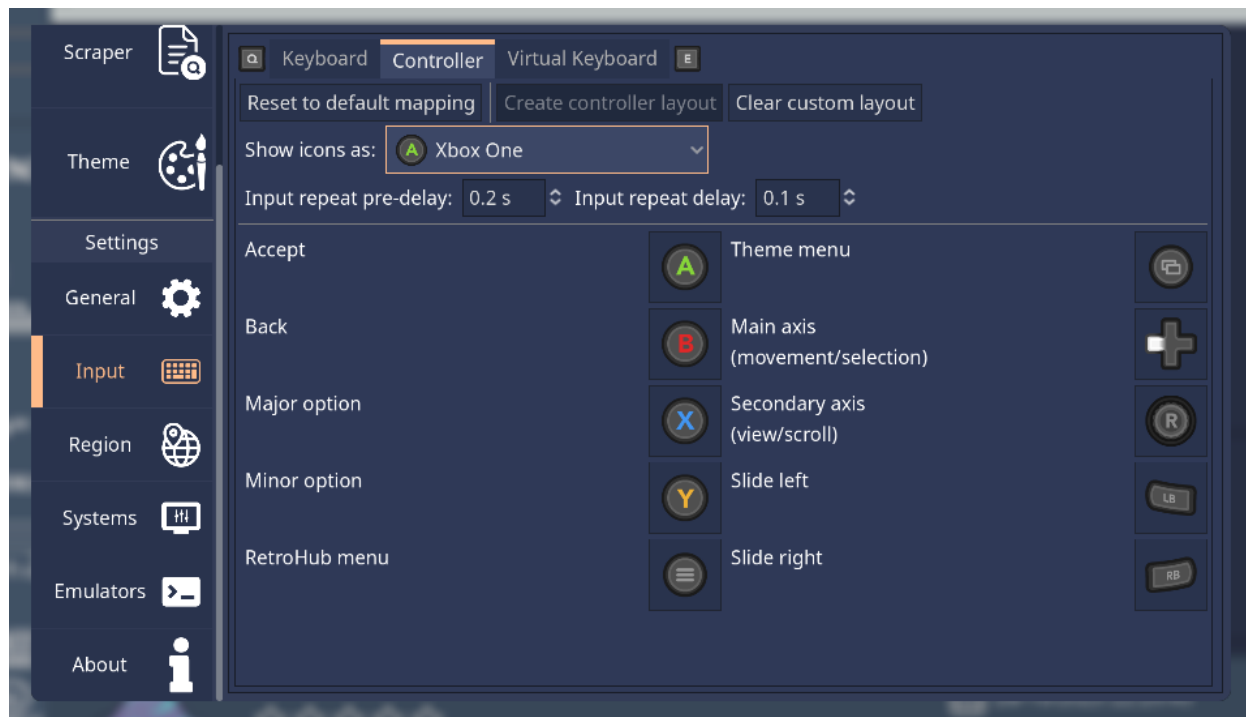 Scraper
Theme
Settings
General
Input
Region
Systems
Emulators
About
Q Keyboard Controller Virtual Keyboard E
Reset to default mapping Create controller layout Clear custom layout
Show icons as: A Xbox One
Input repeat pre-delay: 0.2 s Input repeat delay: 0.1 s
Accept A
Back B
Major option X
Minor option Y
RetroHub menu
Theme menu
Main axis
(movement/selection)
Secondary axis R
(view/scroll)
Slide left LB
Slide right RB